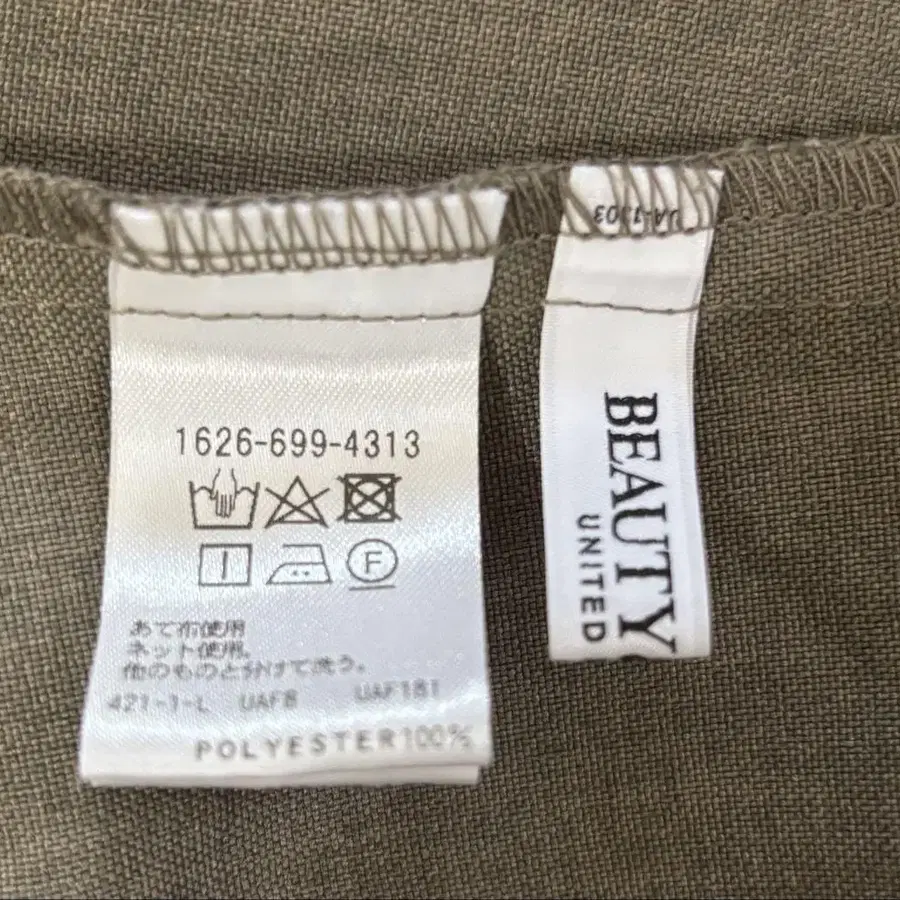 1626-699-4313
F
あて布使用
ネット使用。
他のものと分けて洗う。
421-1-L UAF8 UAF181
POLYESTER100%
BEAUTY
UNITED